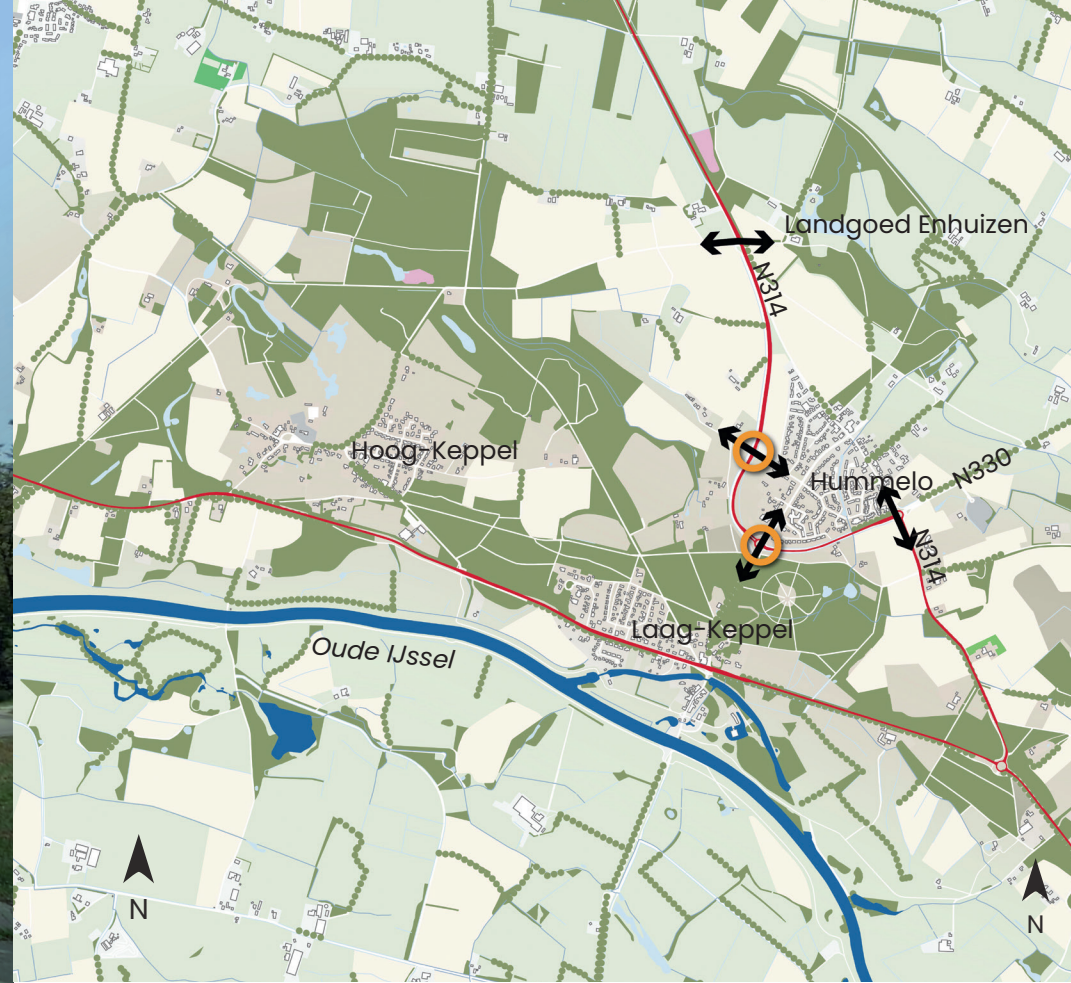 Landgoed Enhuizen
N314
Hoog-Keppel
Hummelo
N330
N314
Laag-Keppel
Oude IJssel
N
N